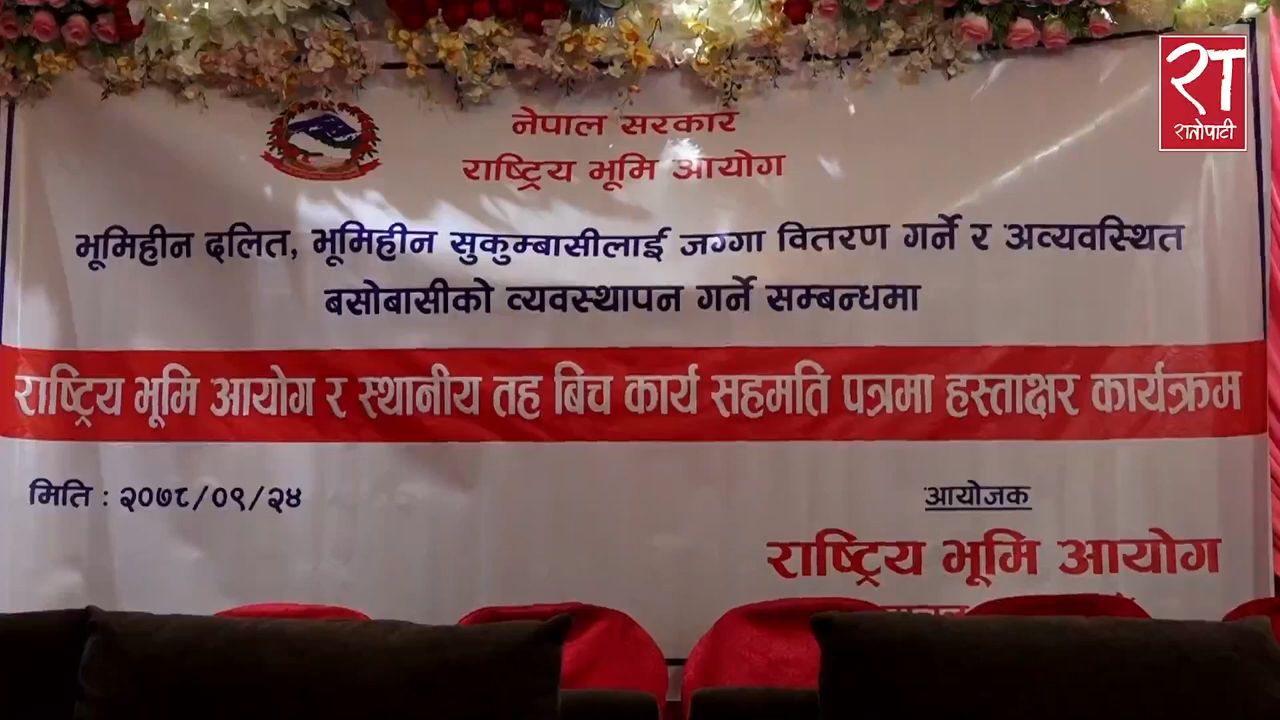 रा
रातोपाटी
नेपाल सरकार
राष्ट्रिय भूमि आयोग
भूमिहीन दलित, भूमिहीन सुकुम्बासीलाई जग्गा वितरण गर्ने र अव्यवस्थित
बसोबासीको व्यवस्थापन गर्ने सम्बन्धमा
राष्ट्रिय भूमि आयोग र स्थानीय तह बिच कार्य सहमति पत्रमा हस्ताक्षर कार्यक्रम
मिति : २०७८/०९/२४
आयोजक
राष्ट्रिय भूमि आयोग